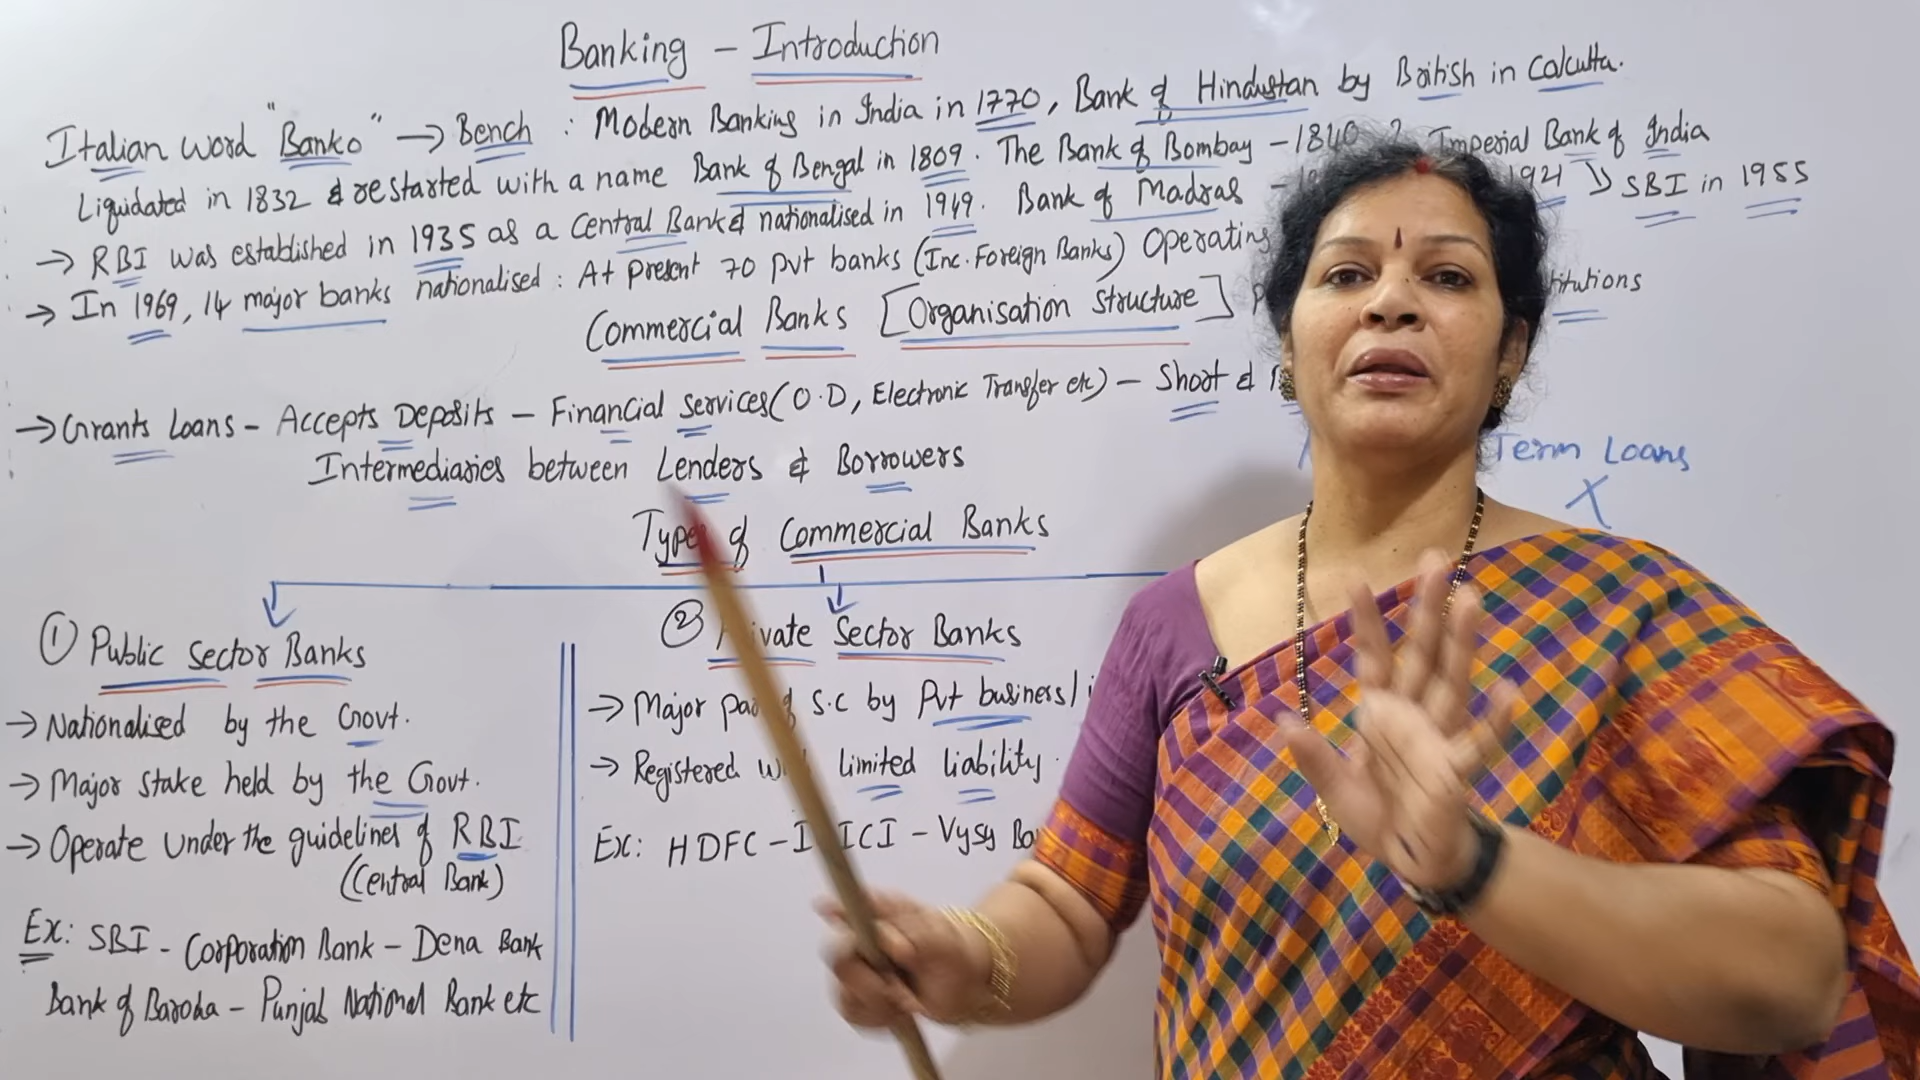 Banking - Introduction
Italian word "Banko" → Bench : Modern Banking in India in 1770, Bank of Hindustan by British in Calcutta.
Liquidated in 1832 & restarted with a name Bank of Bengal in 1809. The Bank of Bombay - 1840 Imperial Bank of India
→ RBI was established in 1935 as a Central Bank & nationalised in 1949. Bank of Madras - 1921 SBI in 1955
→ In 1969, 14 major banks nationalised : At present 70 pvt banks (Inc. Foreign Banks) Operating
Commercial Banks [Organisation Structure]
→ Grants Loans - Accepts Deposits - Financial Services (O.D, Electronic Transfer etc) - Short &
Intermediaries between Lenders & Borrowers
Term Loans
X
Types of Commercial Banks
① Public Sector Banks
→ Nationalised by the Govt.
→ Major stake held by the Govt.
→ Operate under the guidelines of RBI
(Central Bank)
Ex: SBI - Corporation Bank - Dena Bank
Bank of Baroda - Punjab National Bank etc
② Private Sector Banks
→ Major part of S.C by Pvt business/
→ Registered limited liability.
Ex: HDFC - ICICI - Vysy